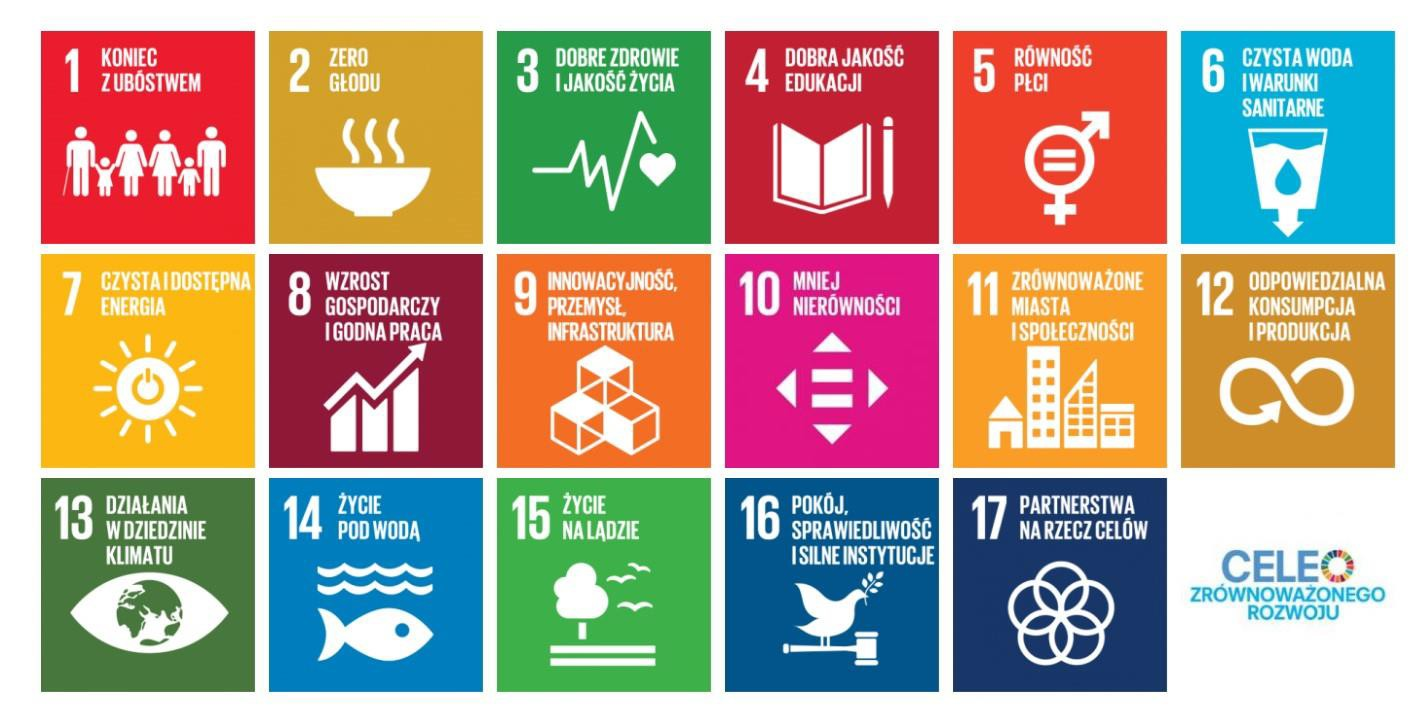 1 KONIEC
Z UBÓSTWEM
2 ZERO
GŁODU
3 DOBRE ZDROWIE
I JAKOŚĆ ŻYCIA
4 DOBRA JAKOŚĆ
EDUKACJI
5 RÓWNOŚĆ
PŁCI
6 CZYSTA WODA
I WARUNKI
SANITARNE
7 CZYSTA I DOSTĘPNA
ENERGIA
8 WZROST
GOSPODARCZY
I GODNA PRACA
9 INNOWACYJNOŚĆ,
PRZEMYSŁ,
INFRASTRUKTURA
10 MNIEJ
NIERÓWNOŚCI
11 ZRÓWNOWAŻONE
MIASTA
I SPOŁECZNOŚCI
12 ODPOWIEDZIALNA
KONSUMPCJA
I PRODUKCJA
13 DZIAŁANIA
W DZIEDZINIE
KLIMATU
14 ŻYCIE
POD WODĄ
15 ŻYCIE
NA LĄDZIE
16 POKÓJ,
SPRAWIEDLIWOŚĆ
I SILNE INSTYTUCJE
17 PARTNERSTWA
NA RZECZ CELÓW
CELEO
ZRÓWNOWAŻONEGO
ROZWOJU